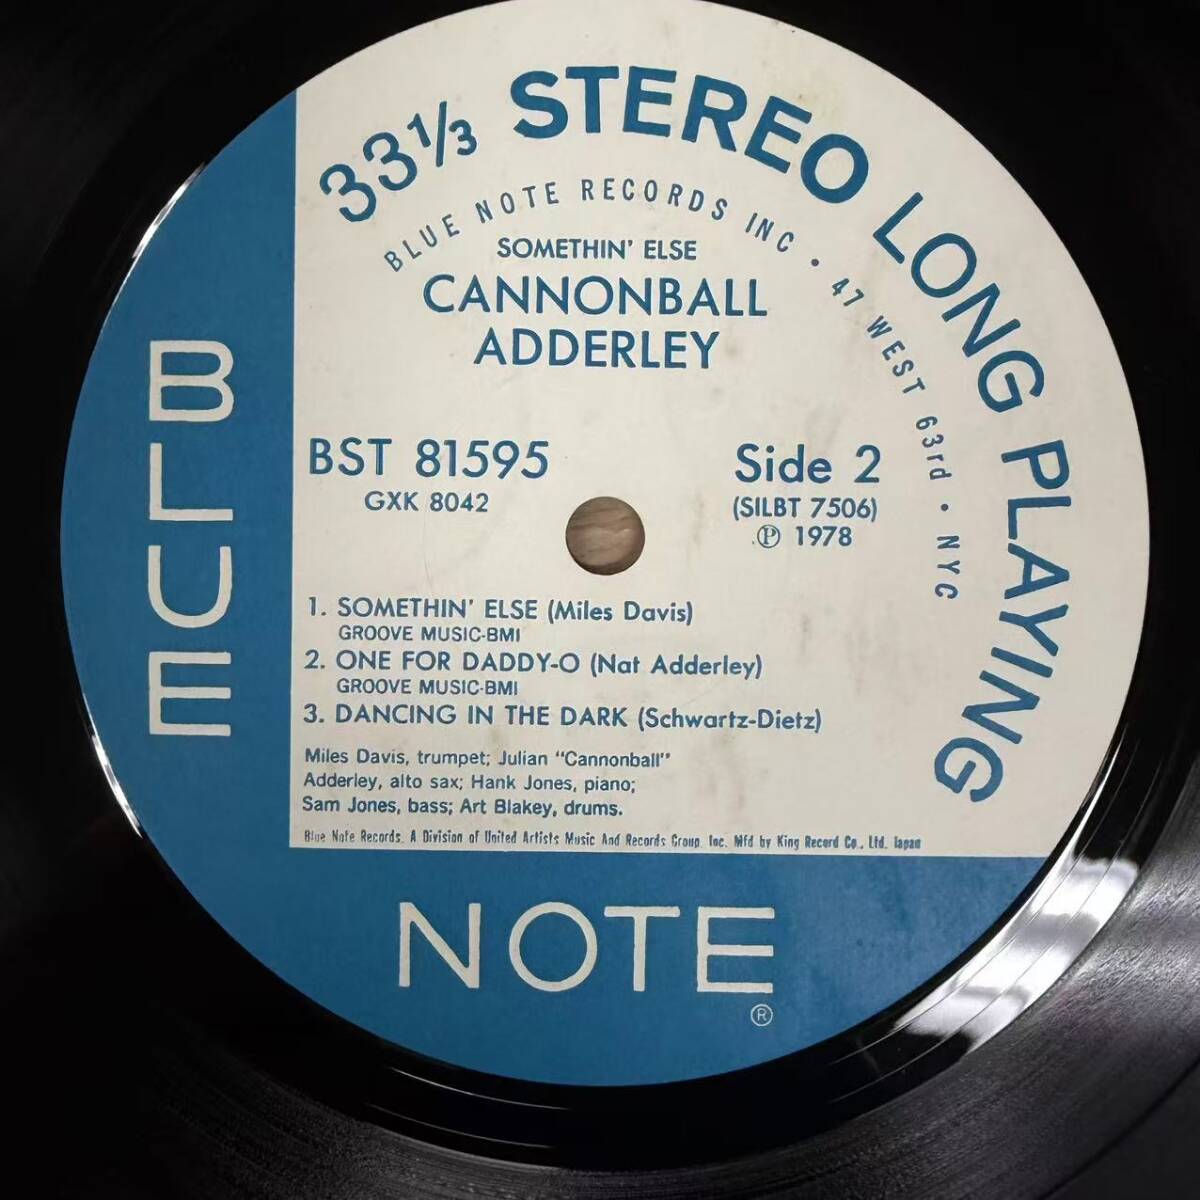 33⅓ STEREO LONG PLAYING
BLUE NOTE RECORDS INC • 47 WEST 63rd • NYC
SOMETHIN' ELSE
CANNONBALL
ADDERLEY
BST 81595
GXK 8042
Side 2
(SILBT 7506)
℗ 1978
1. SOMETHIN' ELSE (Miles Davis)
GROOVE MUSIC-BMI
2. ONE FOR DADDY-O (Nat Adderley)
GROOVE MUSIC-BMI
3. DANCING IN THE DARK (Schwartz-Dietz)
Miles Davis, trumpet; Julian "Cannonball"
Adderley, alto sax; Hank Jones, piano;
Sam Jones, bass; Art Blakey, drums.
Blue Note Records. A Division of United Artists Music And Records Group. Inc. Mfd by King Record Co., Ltd. Japan
BLUE
NOTE
®